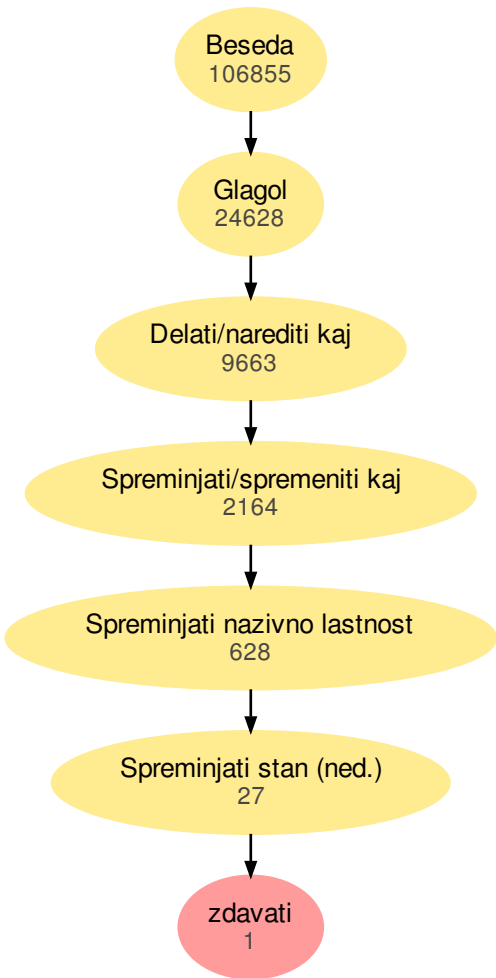 Beseda
106855
Glagol
24628
Delati/narediti kaj
9663
Spreminjati/spremeniti kaj
2164
Spreminjati nazivno lastnost
628
Spreminjati stan (ned.)
27
zdavati
1